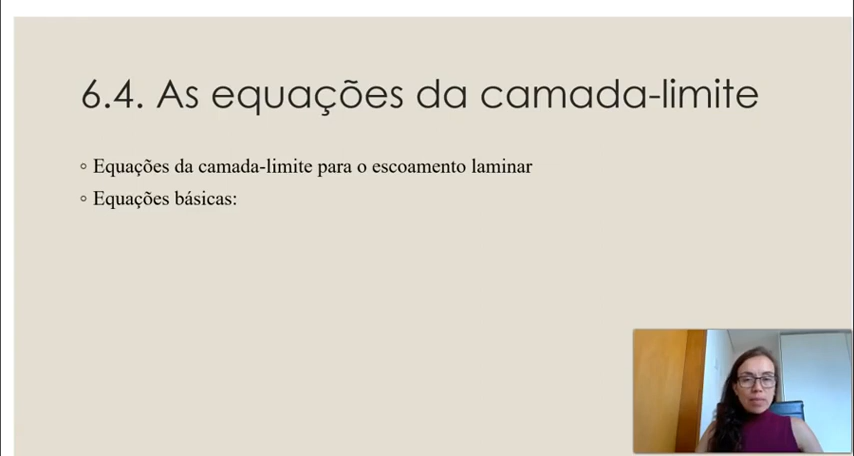 6.4. As equações da camada-limite
◦ Equações da camada-limite para o escoamento laminar
◦ Equações básicas: